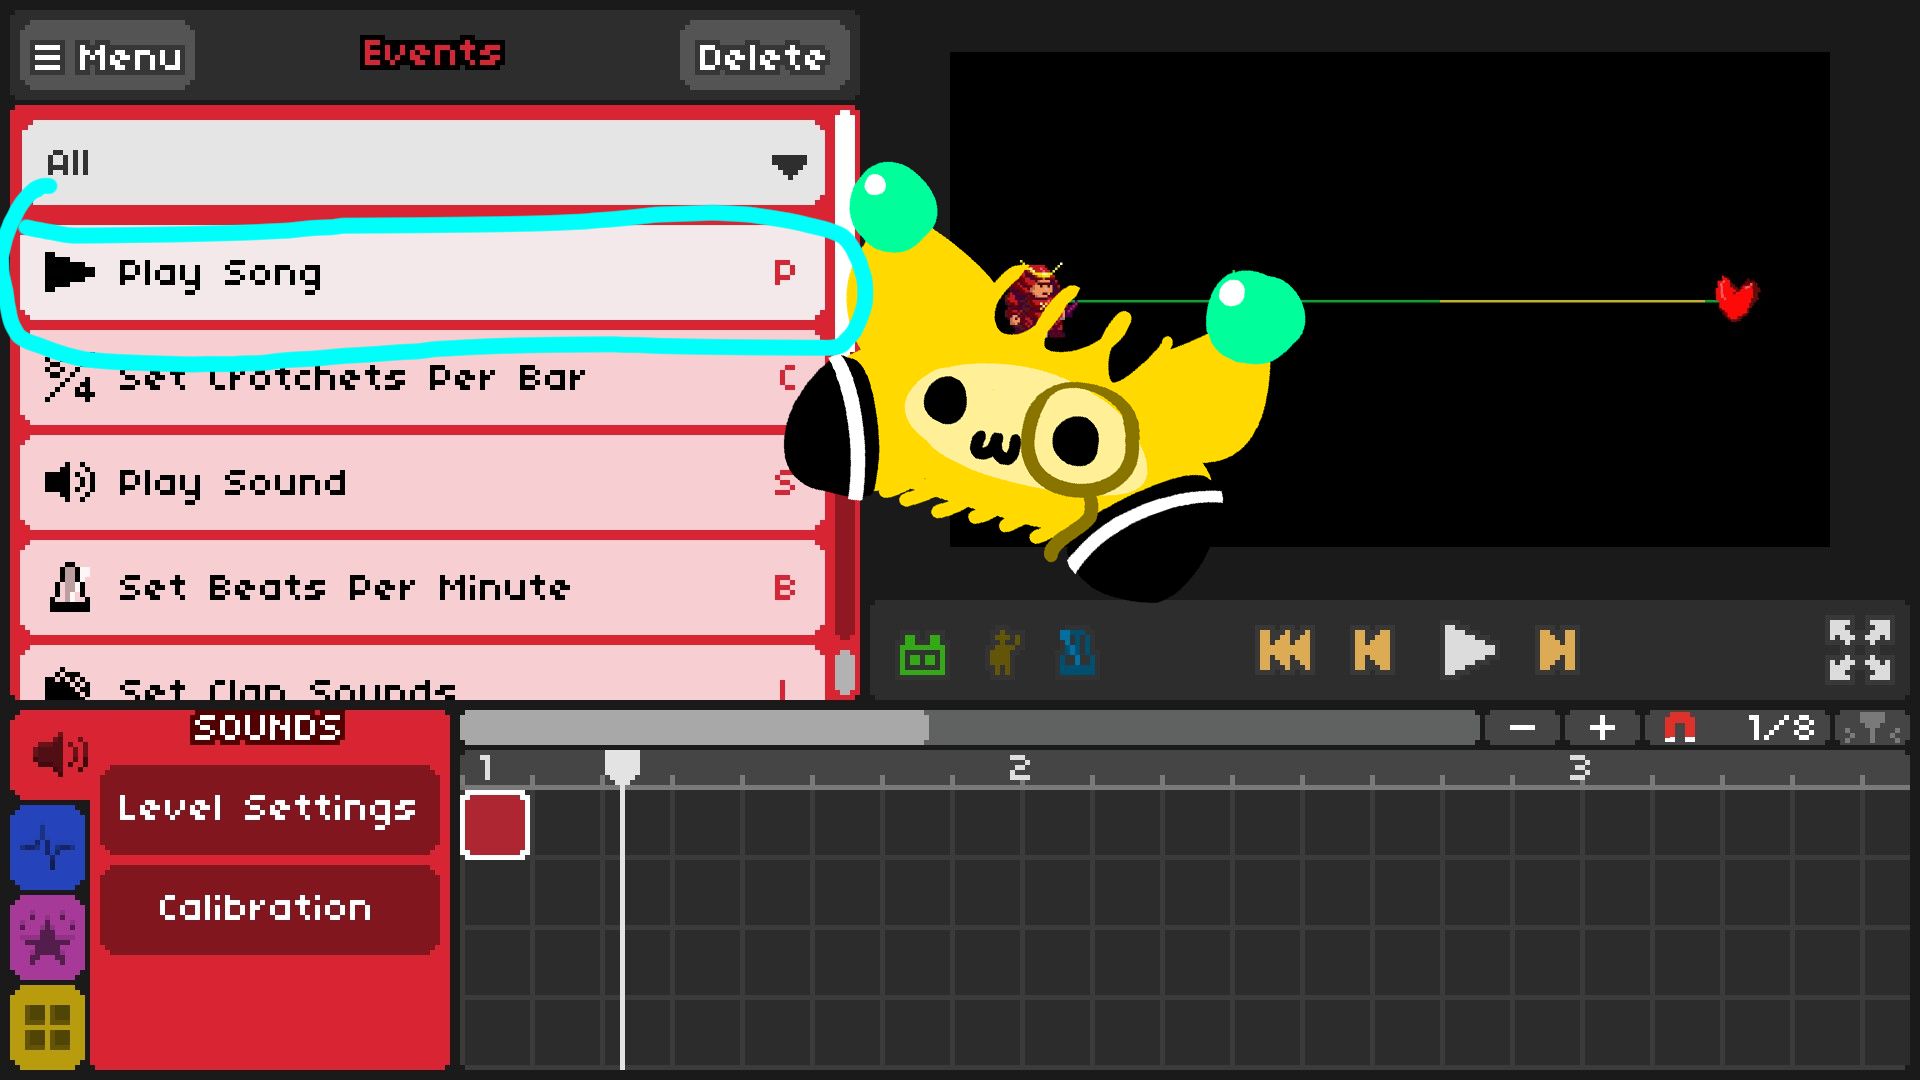 Menu
Events
Delete
All
Play Song P
Set Crotchets Per Bar C
Play Sound S
Set Beats Per Minute B
Set Clap Sounds L
SOUNDS
Level Settings
Calibration
1/8
1 2 3